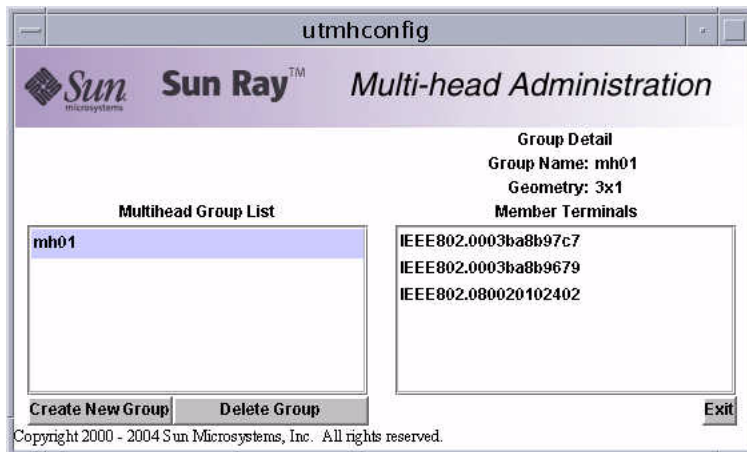 utmhconfig
Sun microsystems Sun Ray™ Multi-head Administration
Group Detail
Group Name: mh01
Geometry: 3x1
Multihead Group List
Member Terminals
mh01
IEEE802.0003ba8b97c7
IEEE802.0003ba8b9679
IEEE802.080020102402
Create New Group
Delete Group
Exit
Copyright 2000 - 2004 Sun Microsystems, Inc. All rights reserved.